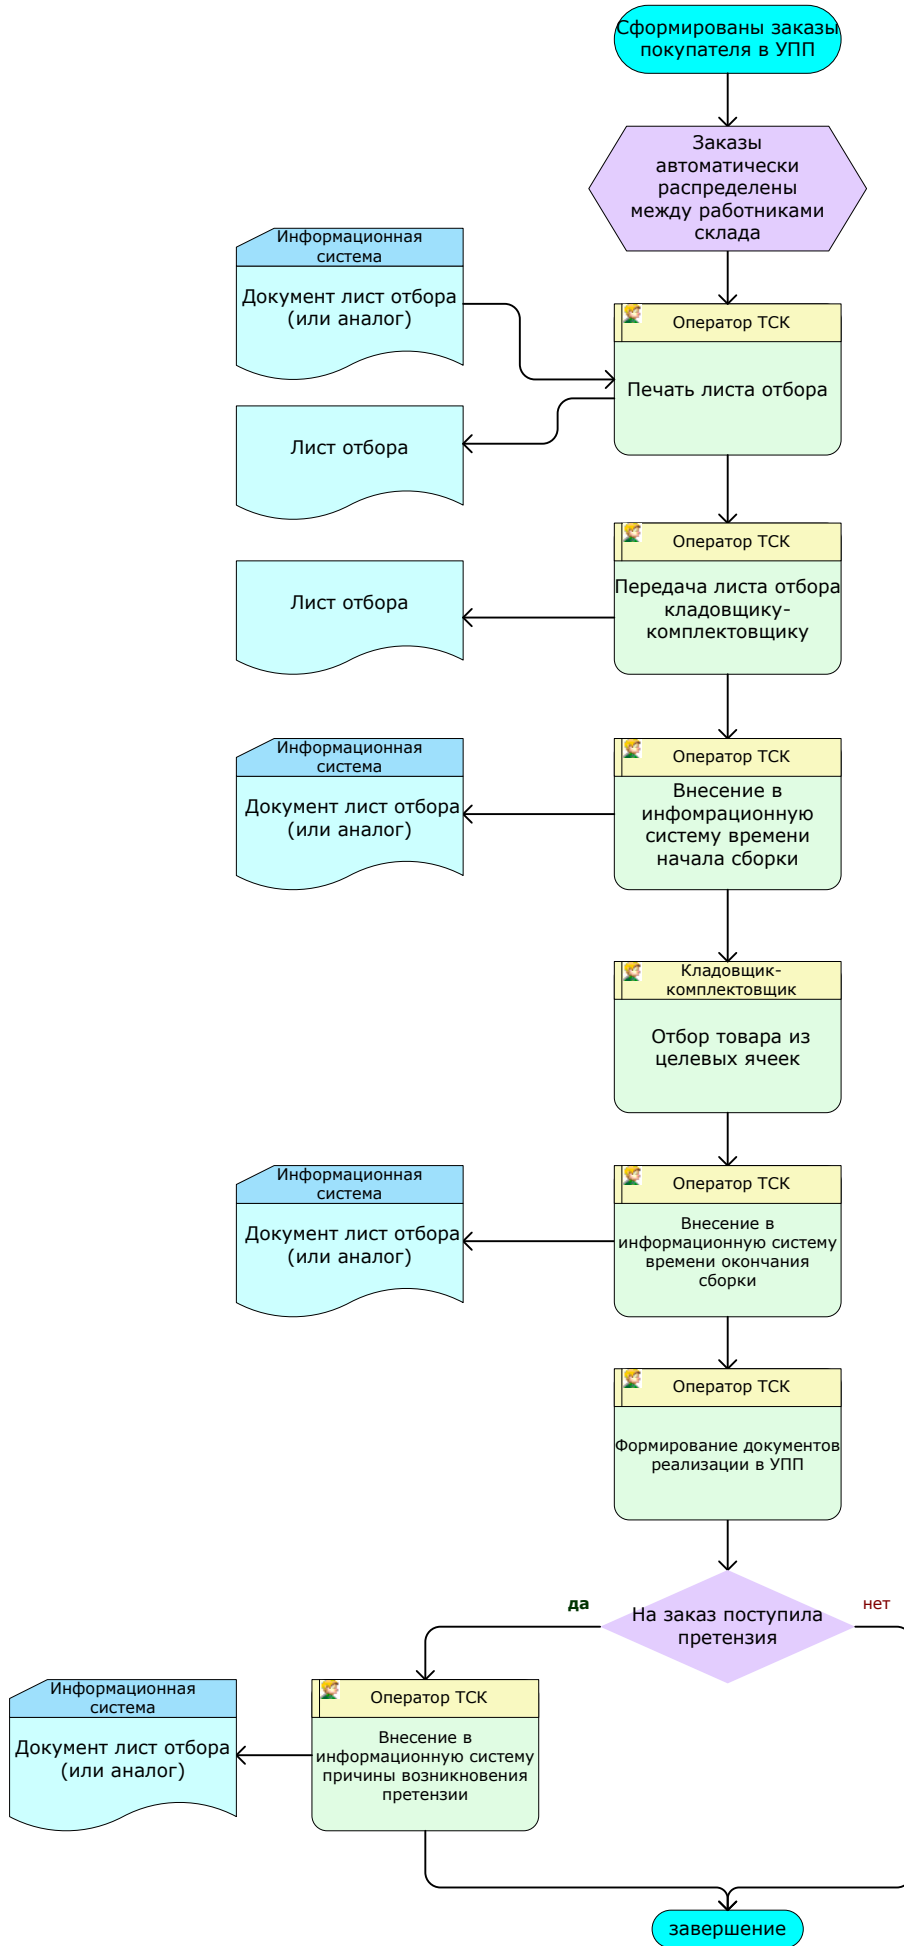 Сформированы заказы
покупателя в УПП
Заказы
автоматически
распределены
между работниками
склада
Информационная
система
Документ лист отбора
(или аналог)
Оператор ТСК
Печать листа отбора
Лист отбора
Оператор ТСК
Передача листа отбора
кладовщику-
комплектовщику
Лист отбора
Информационная
система
Документ лист отбора
(или аналог)
Оператор ТСК
Внесение в
инфомрационную
систему времени
начала сборки
Кладовщик-
комплектовщик
Отбор товара из
целевых ячеек
Информационная
система
Документ лист отбора
(или аналог)
Оператор ТСК
Внесение в
информационную систему
времени окончания
сборки
Оператор ТСК
Формирование документов
реализации в УПП
да
На заказ поступила
претензия
нет
Информационная
система
Документ лист отбора
(или аналог)
Оператор ТСК
Внесение в
информационную систему
причины возникновения
претензии
завершение